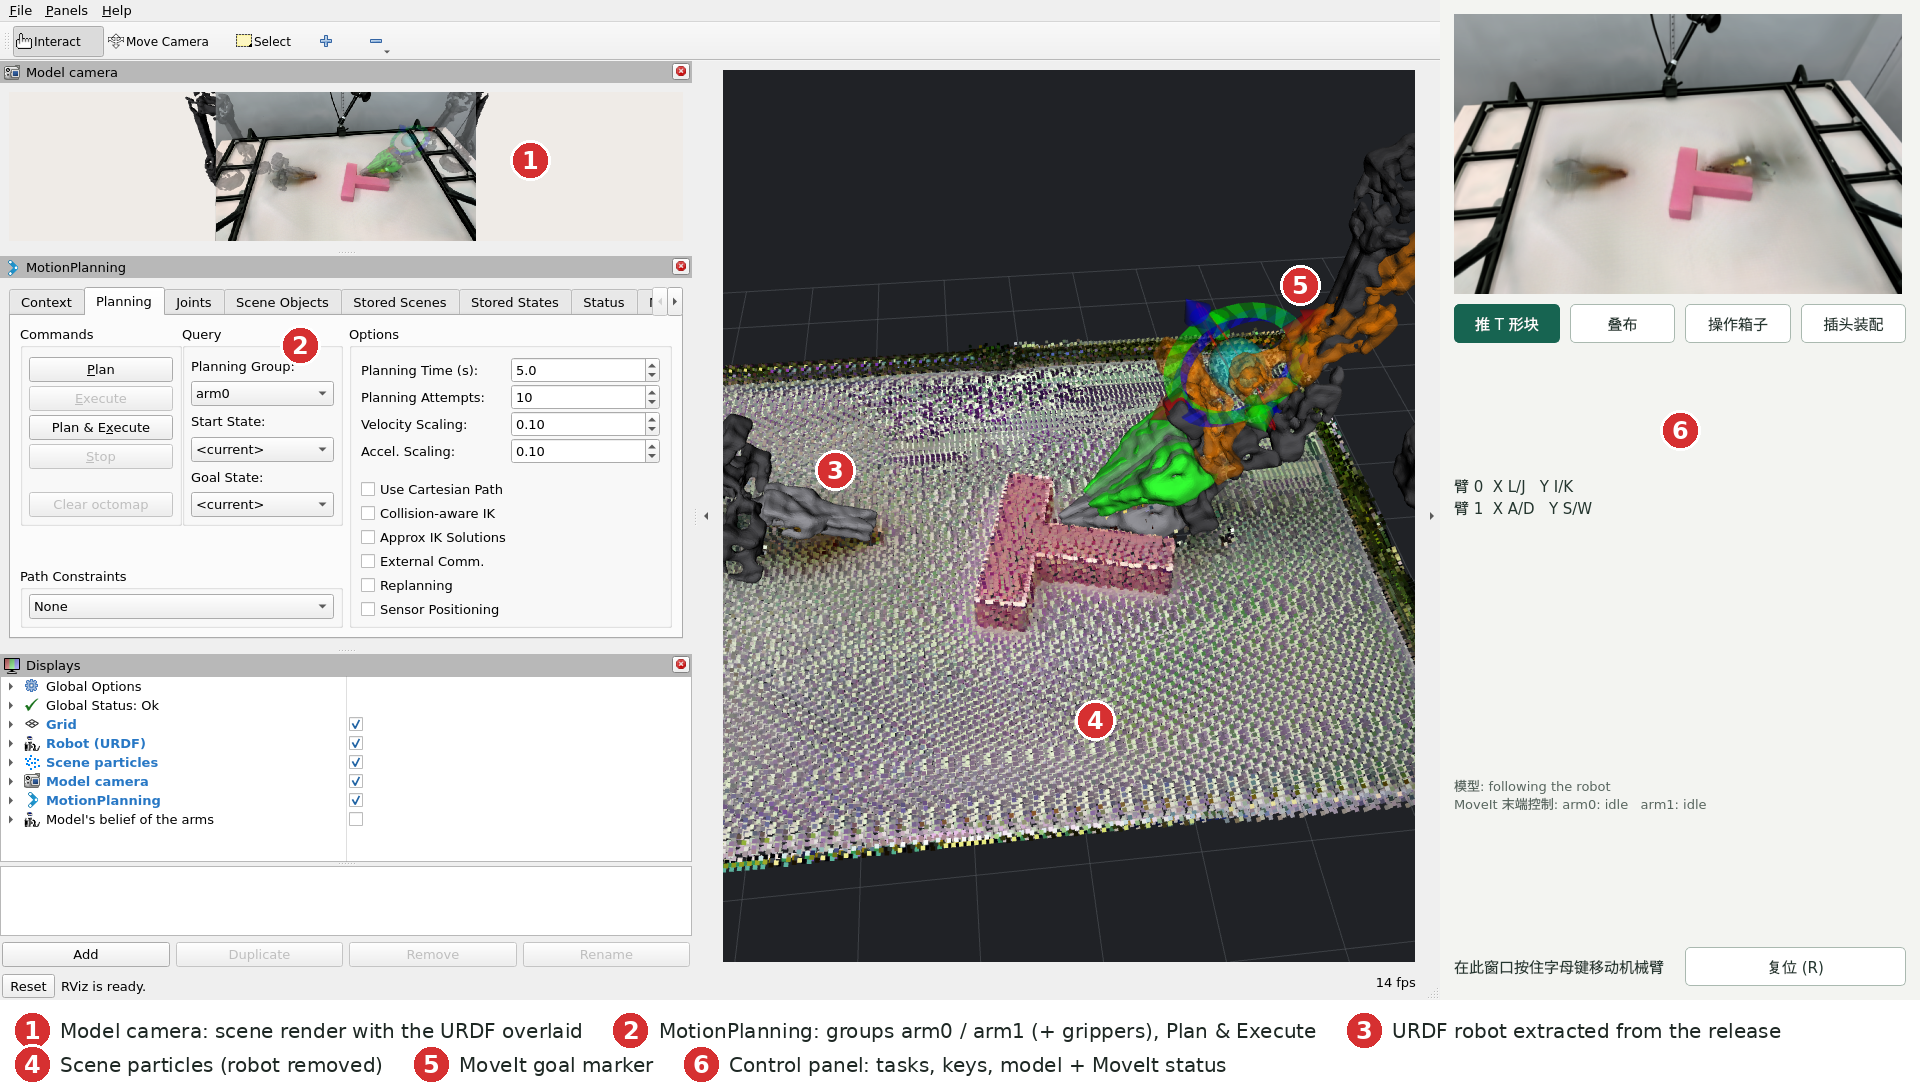 File Panels Help
Interact Move Camera Select
Model camera
1
MotionPlanning
Context Planning Joints Scene Objects Stored Scenes Stored States Status
Commands Query Options
2
Plan
Execute
Plan & Execute
Stop
Clear octomap
Planning Group:
arm0
Start State:
<current>
Goal State:
<current>
Planning Time (s): 5.0
Planning Attempts: 10
Velocity Scaling: 0.10
Accel. Scaling: 0.10
Use Cartesian Path
Collision-aware IK
Approx IK Solutions
External Comm.
Replanning
Sensor Positioning
Path Constraints
None
Displays
Global Options
Global Status: Ok
Grid
Robot (URDF)
Scene particles
Model camera
MotionPlanning
Model's belief of the arms
Add Duplicate Remove Rename
Reset RViz is ready.
5
3
4
14 fps
推 T 形块 叠布 操作箱子 插头装配
6
臂 0 X L/J Y I/K
臂 1 X A/D Y S/W
模型: following the robot
MoveIt 末端控制: arm0: idle arm1: idle
在此窗口按住字母键移动机械臂 复位 (R)
1 Model camera: scene render with the URDF overlaid 2 MotionPlanning: groups arm0 / arm1 (+ grippers), Plan & Execute 3 URDF robot extracted from the release
4 Scene particles (robot removed) 5 MoveIt goal marker 6 Control panel: tasks, keys, model + MoveIt status